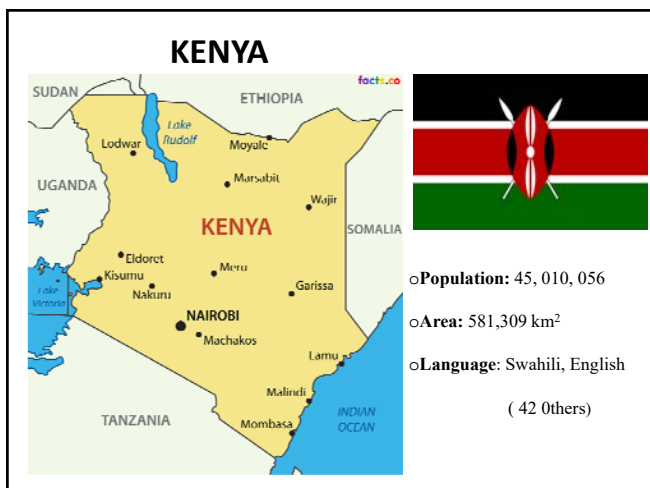 KENYA
facts.co
SUDAN
ETHIOPIA
Lake
Rudolf
Moyale
Lodwar
Marsabit
UGANDA
Wajir
KENYA
SOMALIA
Eldoret
Kisumu
Meru
Lake
Victoria
Nakuru
Garissa
NAIROBI
Machakos
Lamu
Malindi
TANZANIA
INDIAN
OCEAN
Mombasa
oPopulation: 45, 010, 056
oArea: 581,309 km²
oLanguage: Swahili, English
( 42 0thers)